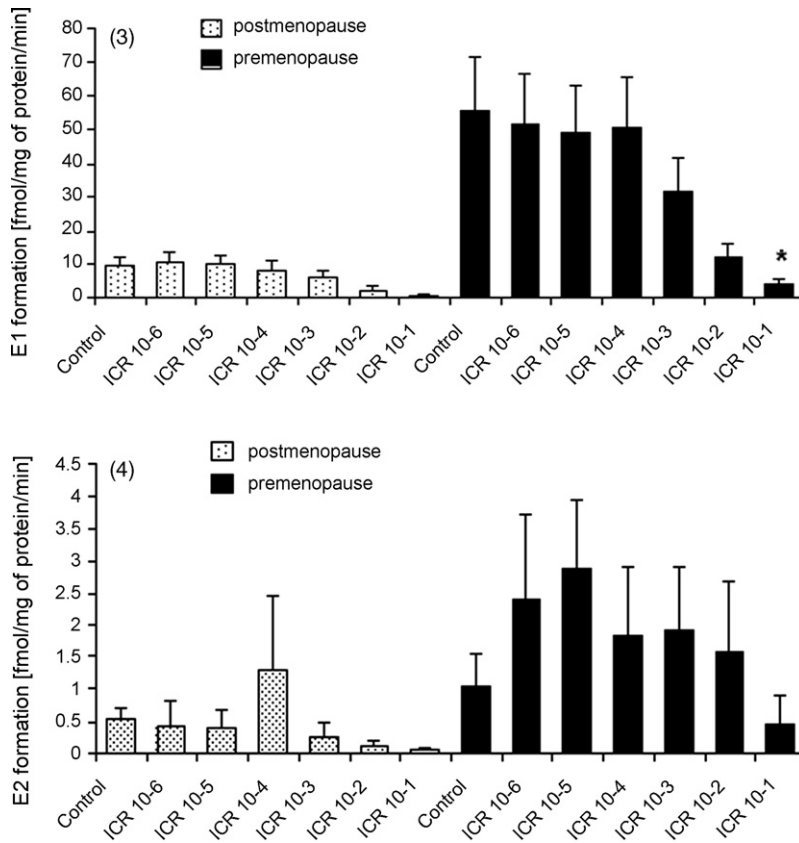 80
(3)
postmenopause
premenopause
70
60
50
40
30
20
10
0
E1 formation [fmol/mg of protein/min]
*
Control
ICR 10-6
ICR 10-5
ICR 10-4
ICR 10-3
ICR 10-2
ICR 10-1
Control
ICR 10-6
ICR 10-5
ICR 10-4
ICR 10-3
ICR 10-2
ICR 10-1
4.5
(4)
postmenopause
premenopause
4
3.5
3
2.5
2
1.5
1
0.5
0
E2 formation [fmol/mg of protein/min]
Control
ICR 10-6
ICR 10-5
ICR 10-4
ICR 10-3
ICR 10-2
ICR 10-1
Control
ICR 10-6
ICR 10-5
ICR 10-4
ICR 10-3
ICR 10-2
ICR 10-1